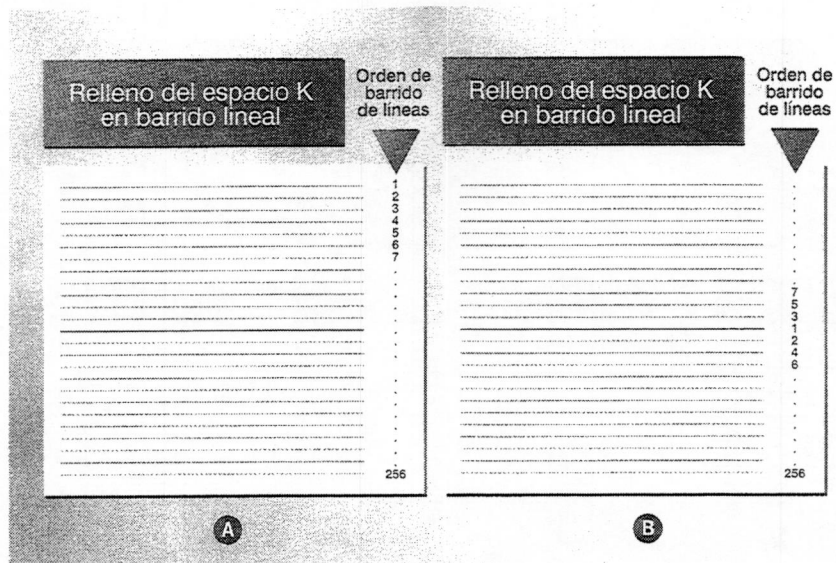 Relleno del espacio K
en barrido lineal
Orden de
barrido
de líneas
1
2
3
4
5
6
7
256
A
Relleno del espacio K
en barrido lineal
Orden de
barrido
de líneas
7
5
3
1
2
4
6
256
B